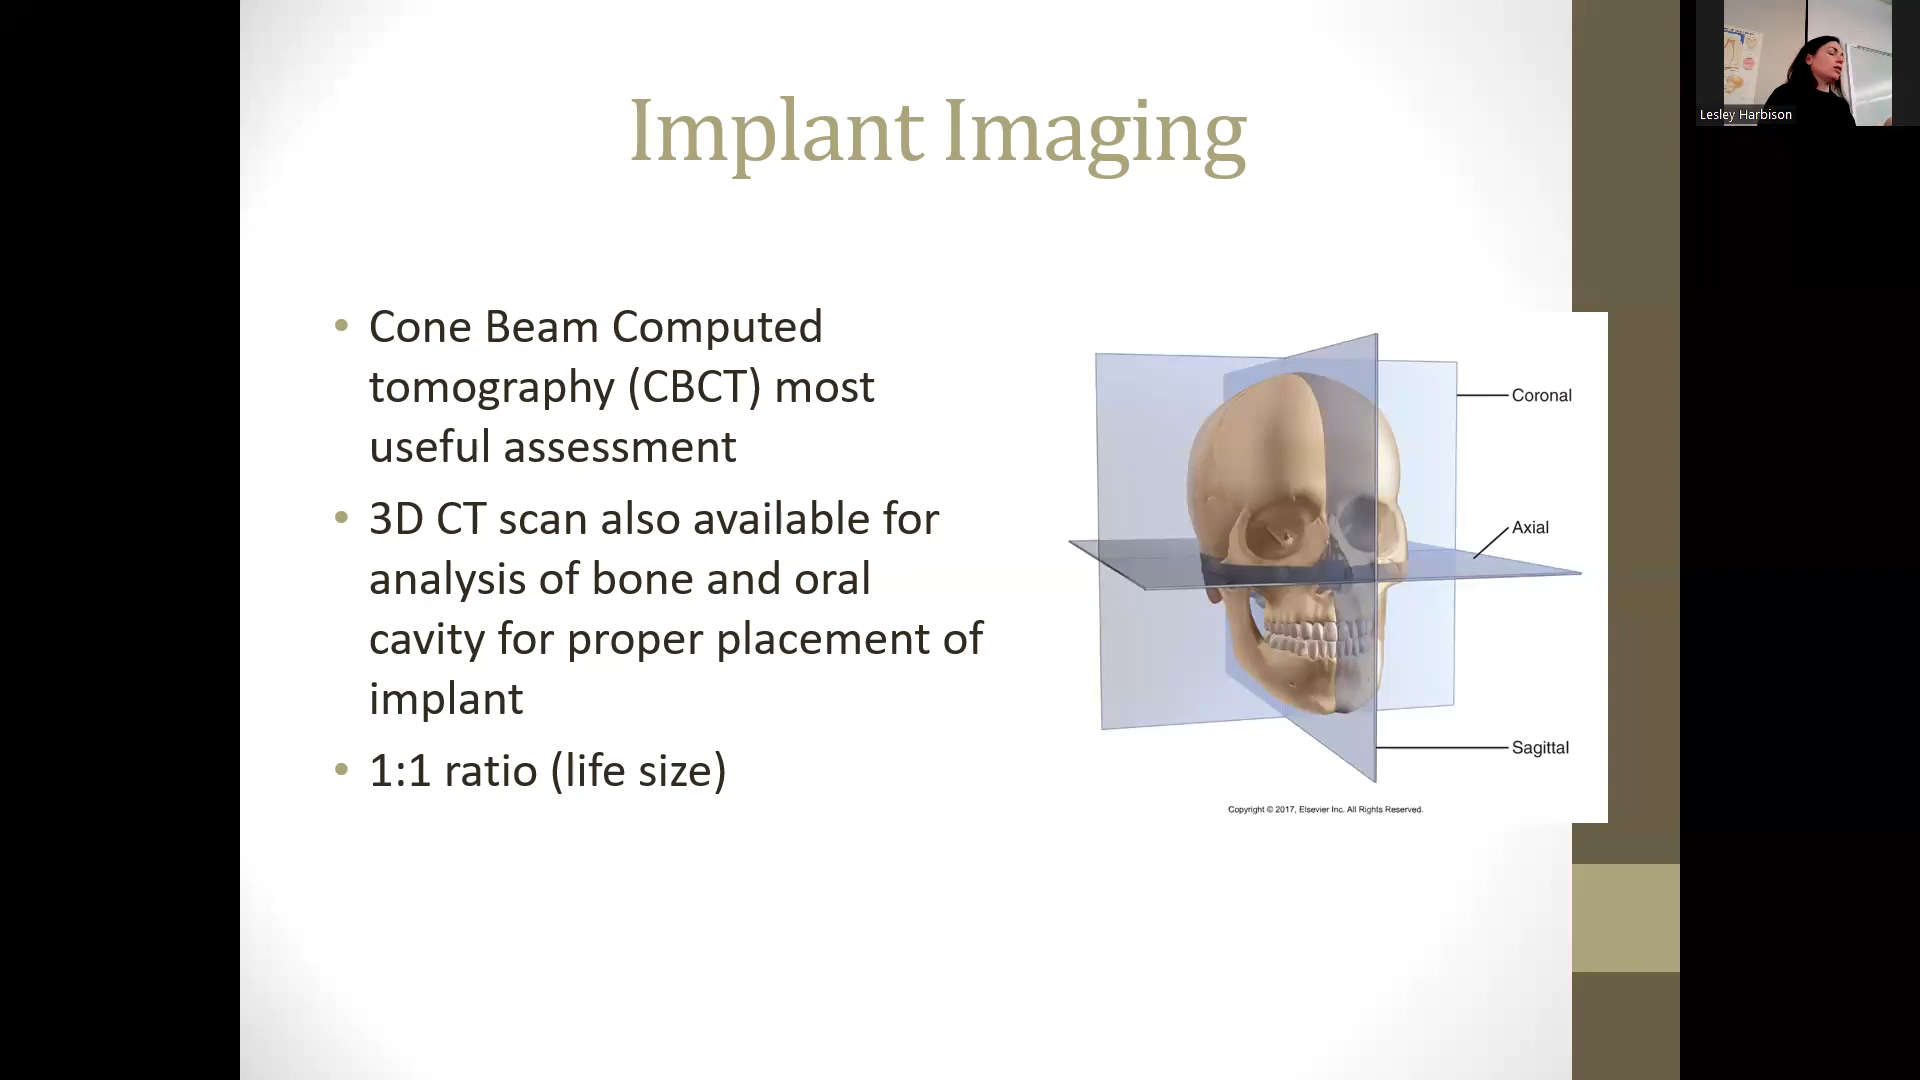 Implant Imaging
• Cone Beam Computed
tomography (CBCT) most
useful assessment
• 3D CT scan also available for
analysis of bone and oral
cavity for proper placement of
implant
• 1:1 ratio (life size)
Coronal
Axial
Sagittal
Copyright © 2017, Elsevier Inc. All Rights Reserved.
Lesley Harbison